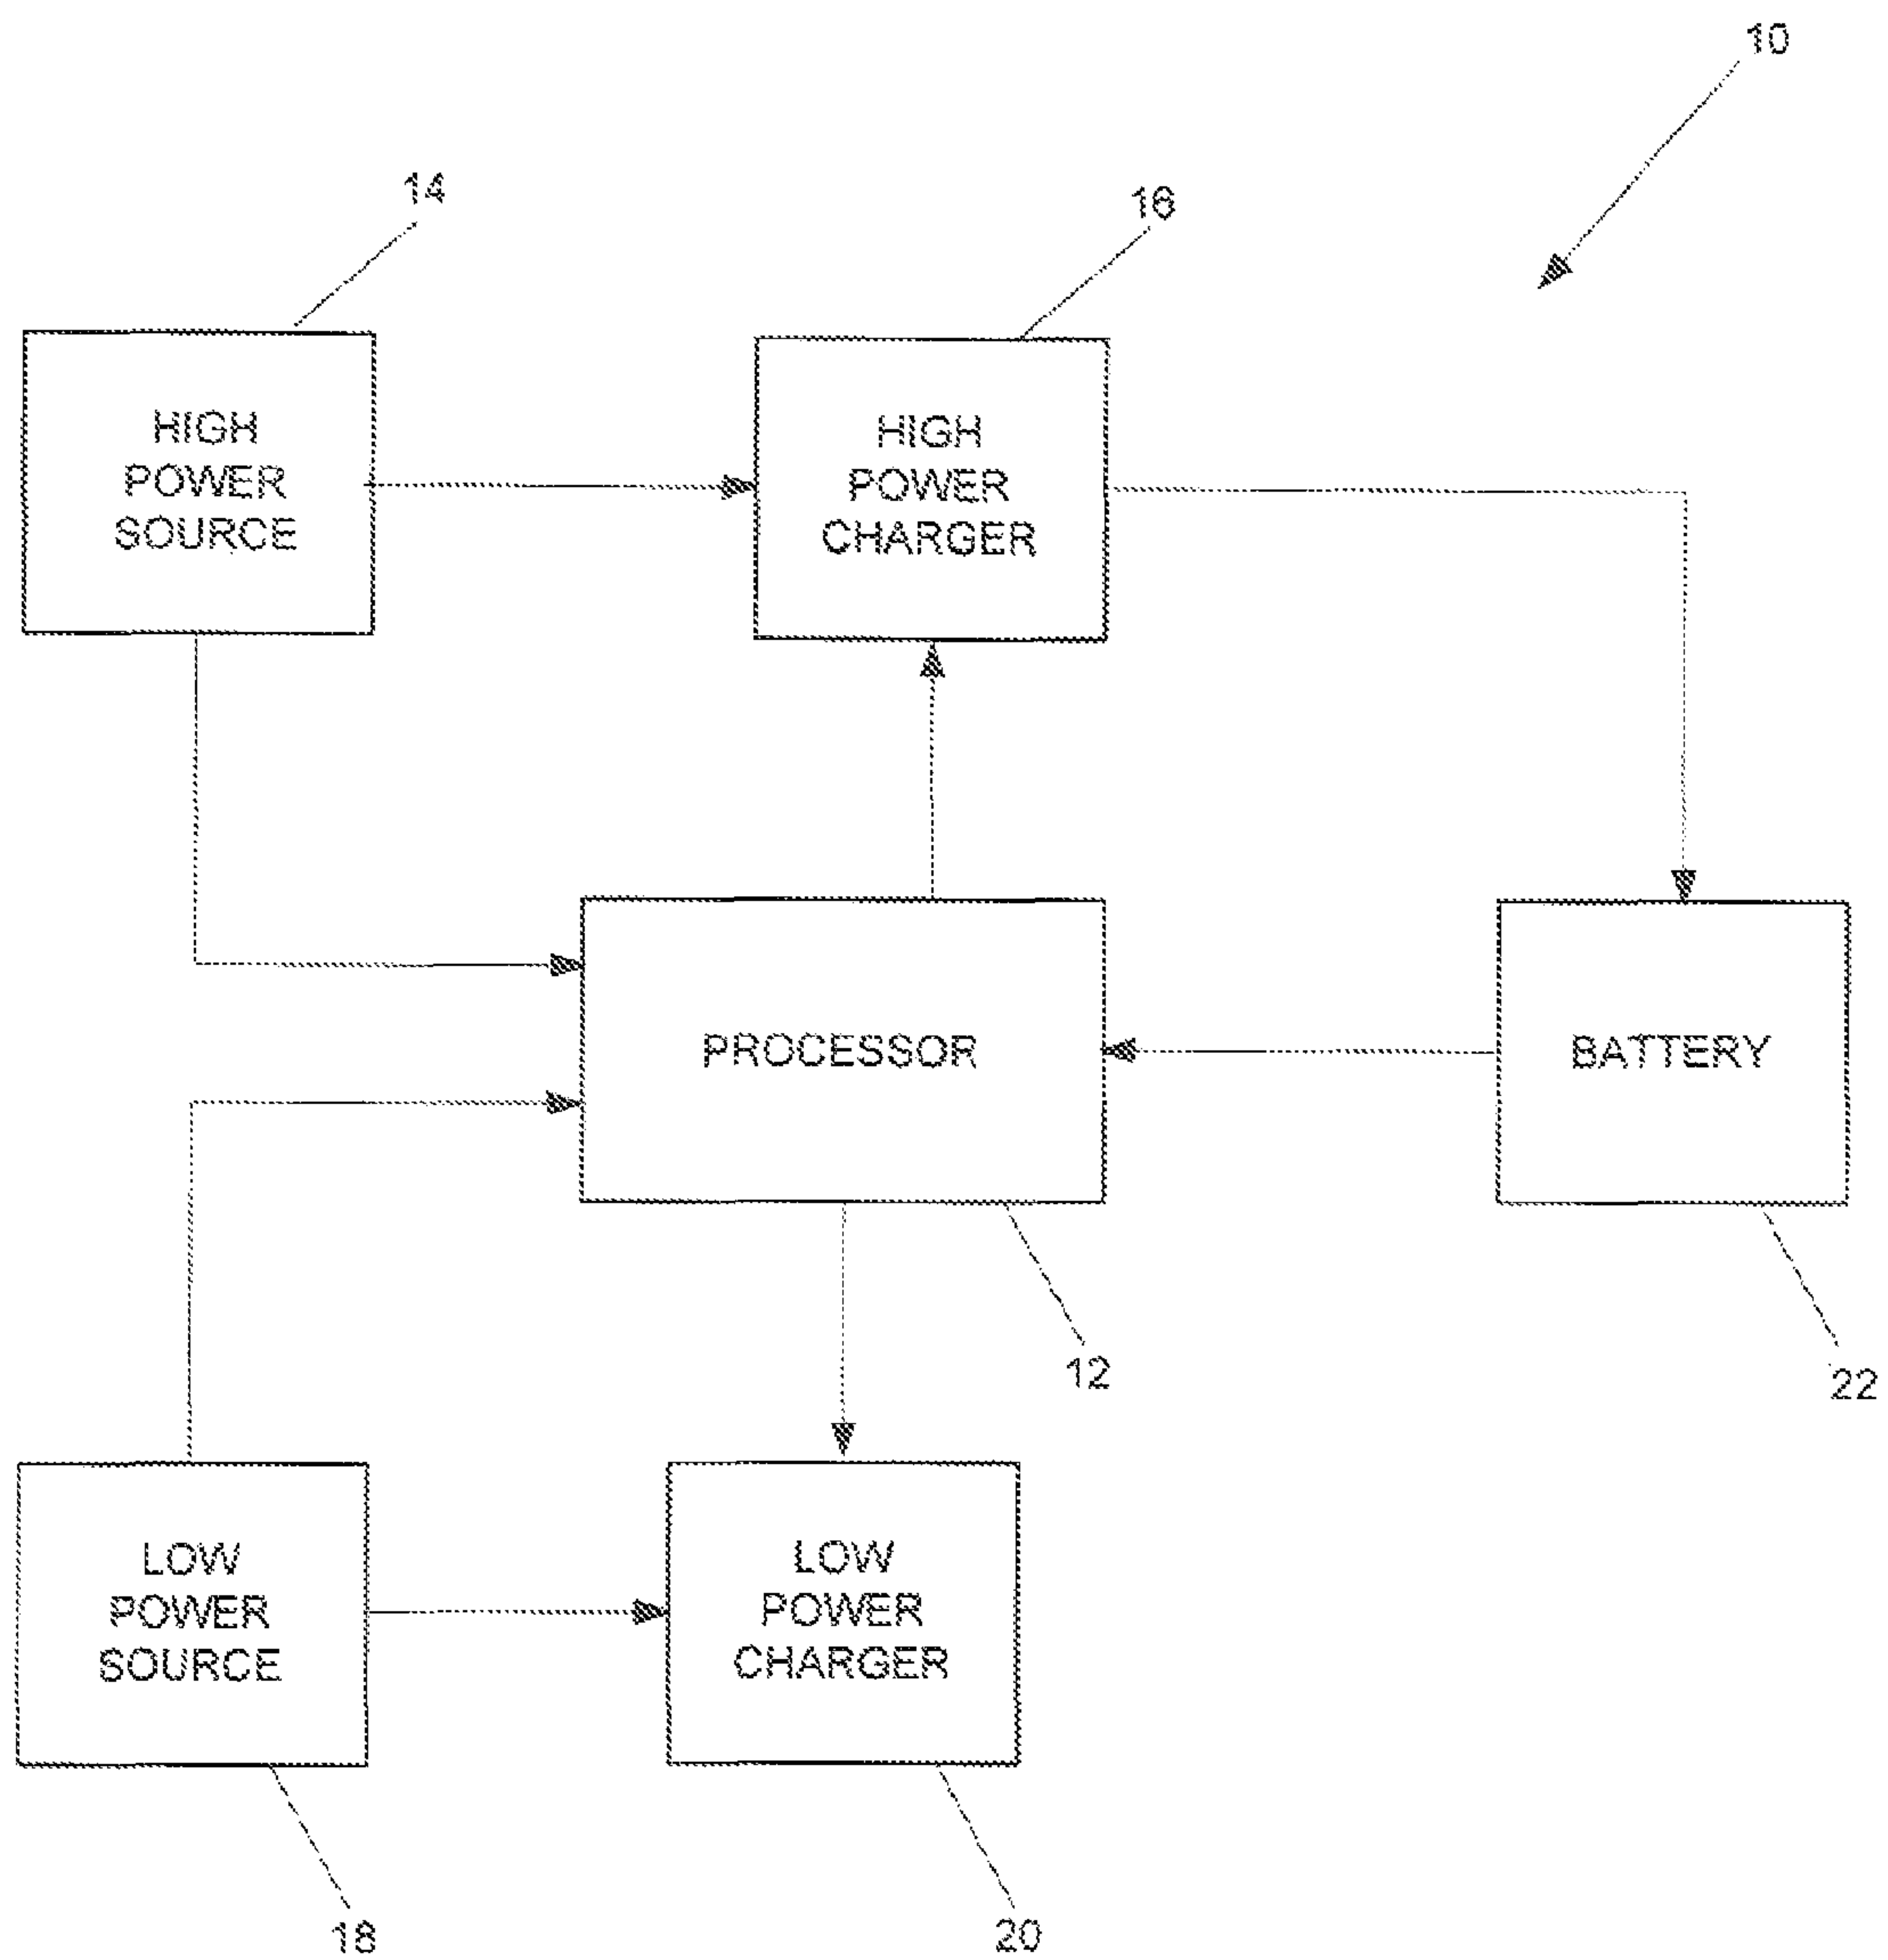 10
14
16
HIGH
POWER
SOURCE
HIGH
POWER
CHARGER
PROCESSOR
BATTERY
12
22
LOW
POWER
SOURCE
LOW
POWER
CHARGER
18
20